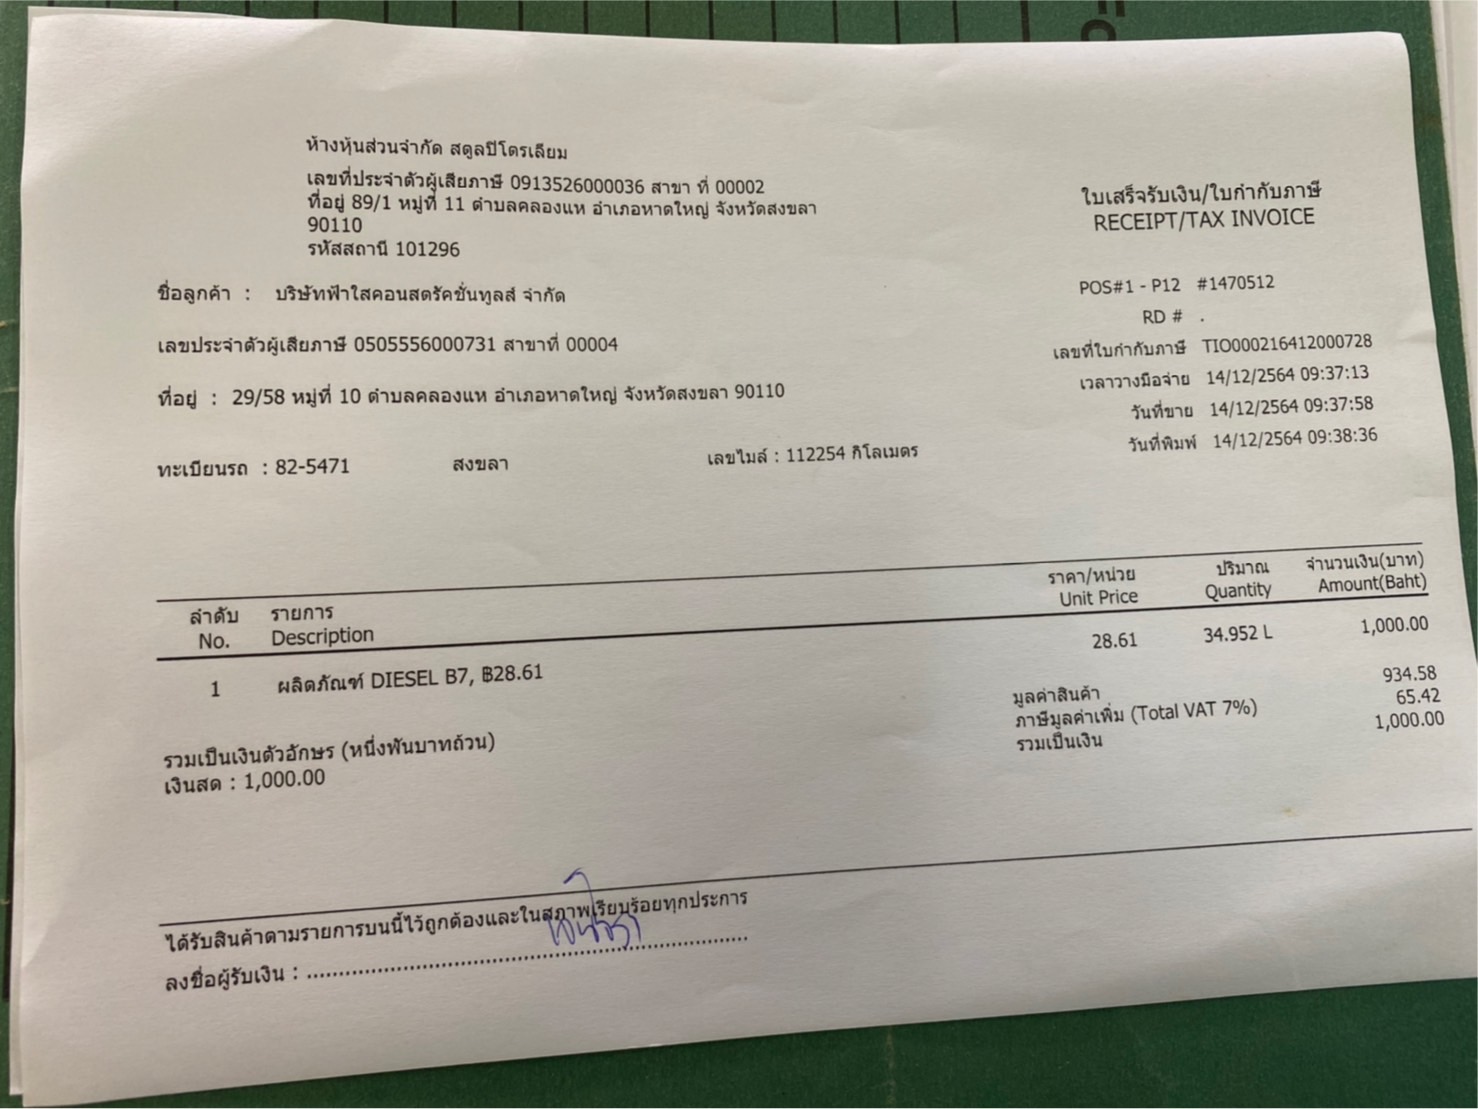 ห้างหุ้นส่วนจำกัด สตูลปิโตรเลียม
เลขที่ประจำตัวผู้เสียภาษี 0913526000036 สาขา ที่ 00002
ที่อยู่ 89/1 หมู่ที่ 11 ตำบลคลองแห อำเภอหาดใหญ่ จังหวัดสงขลา
90110
รหัสสถานี 101296
ใบเสร็จรับเงิน/ใบกำกับภาษี
RECEIPT/TAX INVOICE
ชื่อลูกค้า : บริษัทฟ้าใสคอนสตรัคชั่นทูลส์ จำกัด
เลขประจำตัวผู้เสียภาษี 0505556000731 สาขาที่ 00004
ที่อยู่ : 29/58 หมู่ที่ 10 ตำบลคลองแห อำเภอหาดใหญ่ จังหวัดสงขลา 90110
ทะเบียนรถ : 82-5471 สงขลา เลขไมล์ : 112254 กิโลเมตร
POS#1 - P12 #1470512
RD # .
เลขที่ใบกำกับภาษี TIO000216412000728
เวลาวางมือจ่าย 14/12/2564 09:37:13
วันที่ขาย 14/12/2564 09:37:58
วันที่พิมพ์ 14/12/2564 09:38:36
ลำดับ รายการ ราคา/หน่วย ปริมาณ จำนวนเงิน(บาท)
No. Description Unit Price Quantity Amount(Baht)
1 ผลิตภัณฑ์ DIESEL B7, ฿28.61 28.61 34.952 L 1,000.00
มูลค่าสินค้า 934.58
ภาษีมูลค่าเพิ่ม (Total VAT 7%) 65.42
รวมเป็นเงิน 1,000.00
รวมเป็นเงินตัวอักษร (หนึ่งพันบาทถ้วน)
เงินสด : 1,000.00
ได้รับสินค้าตามรายการบนนี้ไว้ถูกต้องและในสภาพเรียบร้อยทุกประการ
ลงชื่อผู้รับเงิน : ........................................................................